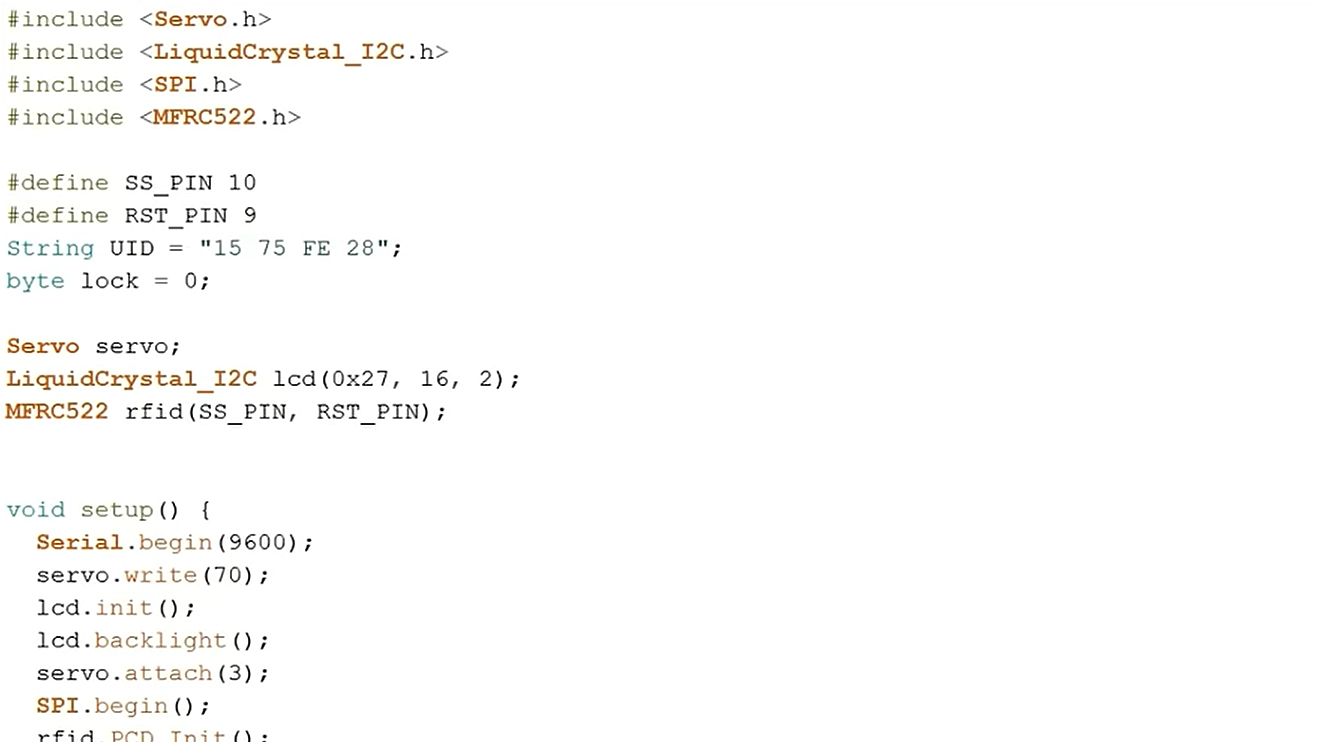 #include <Servo.h>
#include <LiquidCrystal_I2C.h>
#include <SPI.h>
#include <MFRC522.h>
#define SS_PIN 10
#define RST_PIN 9
String UID = "15 75 FE 28";
byte lock = 0;
Servo servo;
LiquidCrystal_I2C lcd(0x27, 16, 2);
MFRC522 rfid(SS_PIN, RST_PIN);
void setup() {
Serial.begin(9600);
servo.write(70);
lcd.init();
lcd.backlight();
servo.attach(3);
SPI.begin();
rfid.PCD_Init();